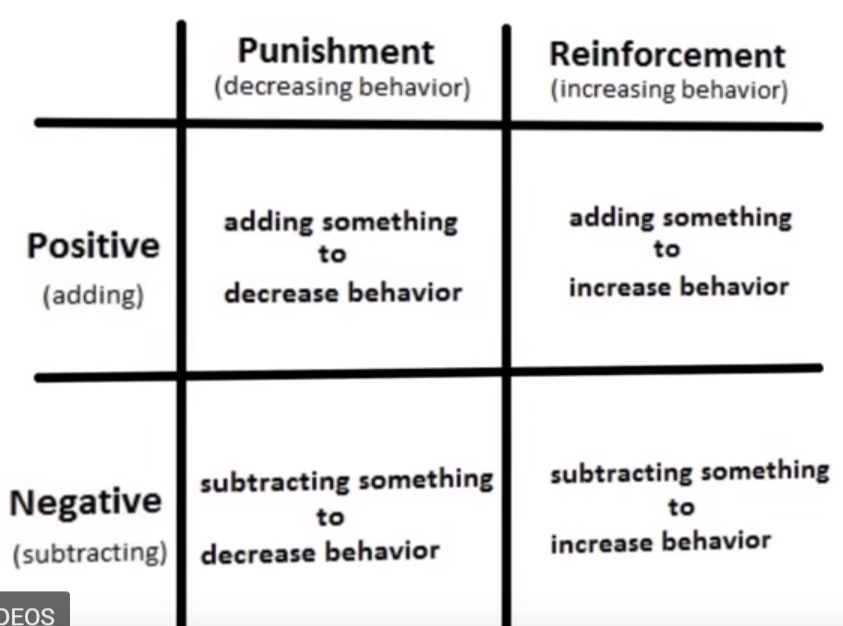 Punishment
(decreasing behavior)
Reinforcement
(increasing behavior)
Positive
(adding)
adding something
to
decrease behavior
adding something
to
increase behavior
Negative
(subtracting)
subtracting something
to
decrease behavior
subtracting something
to
increase behavior
DEOS